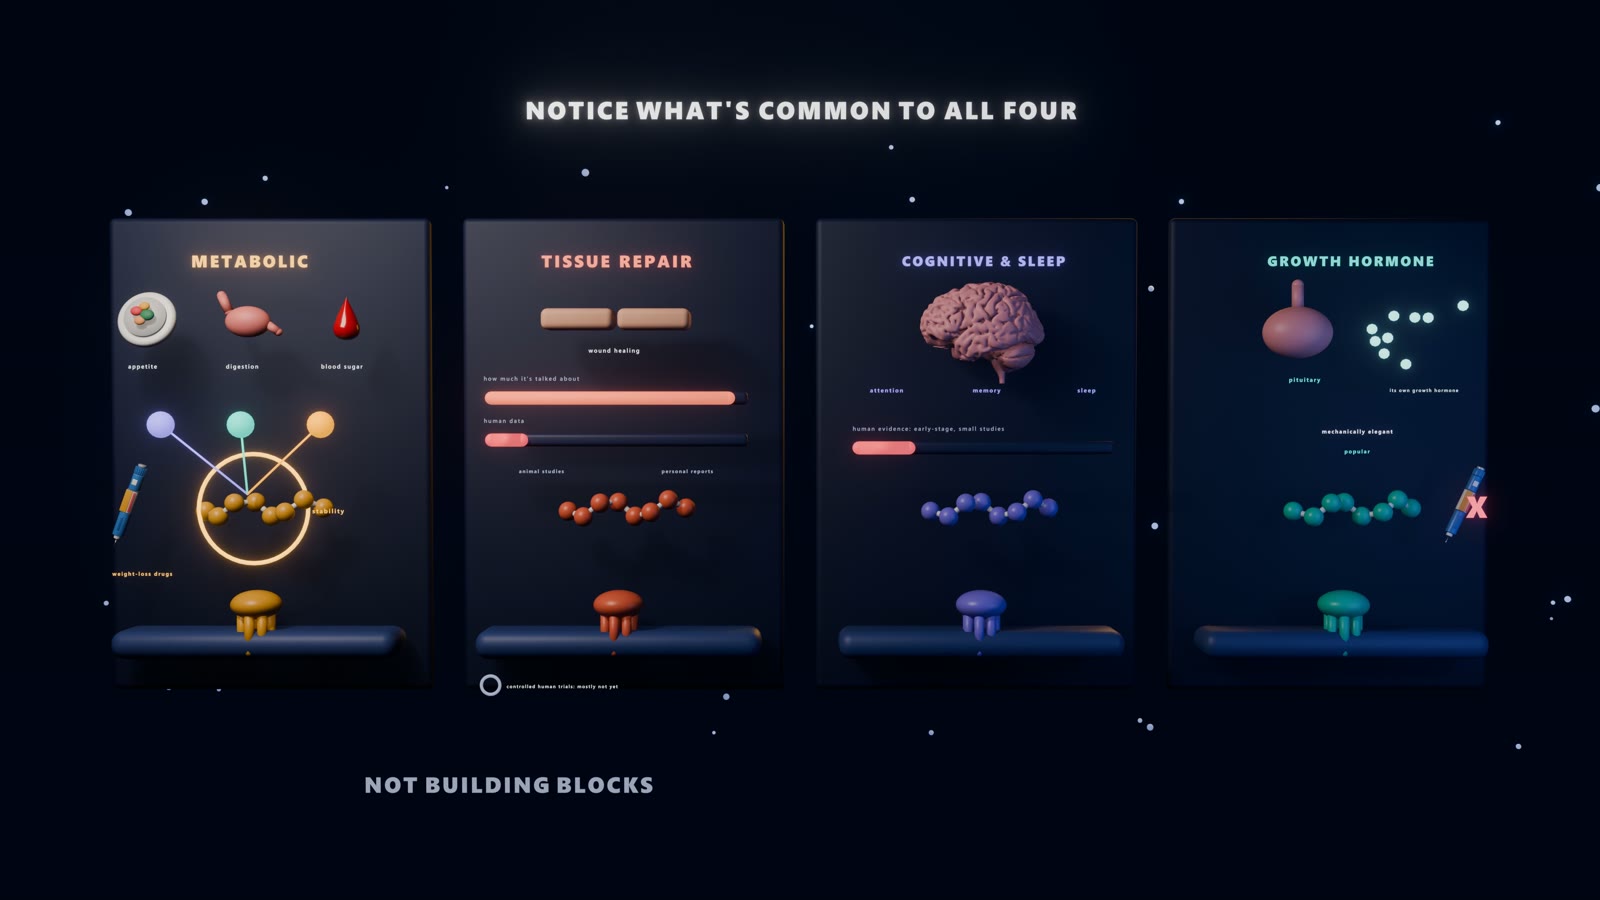 NOTICE WHAT'S COMMON TO ALL FOUR
METABOLIC
appetite
digestion
blood sugar
stability
weight-loss drugs
TISSUE REPAIR
wound healing
how much it's talked about
human data
animal studies
personal reports
controlled human trials: mostly not yet
COGNITIVE & SLEEP
attention
memory
sleep
human evidence: early-stage, small studies
GROWTH HORMONE
pituitary
its own growth hormone
mechanically elegant
popular
X
NOT BUILDING BLOCKS